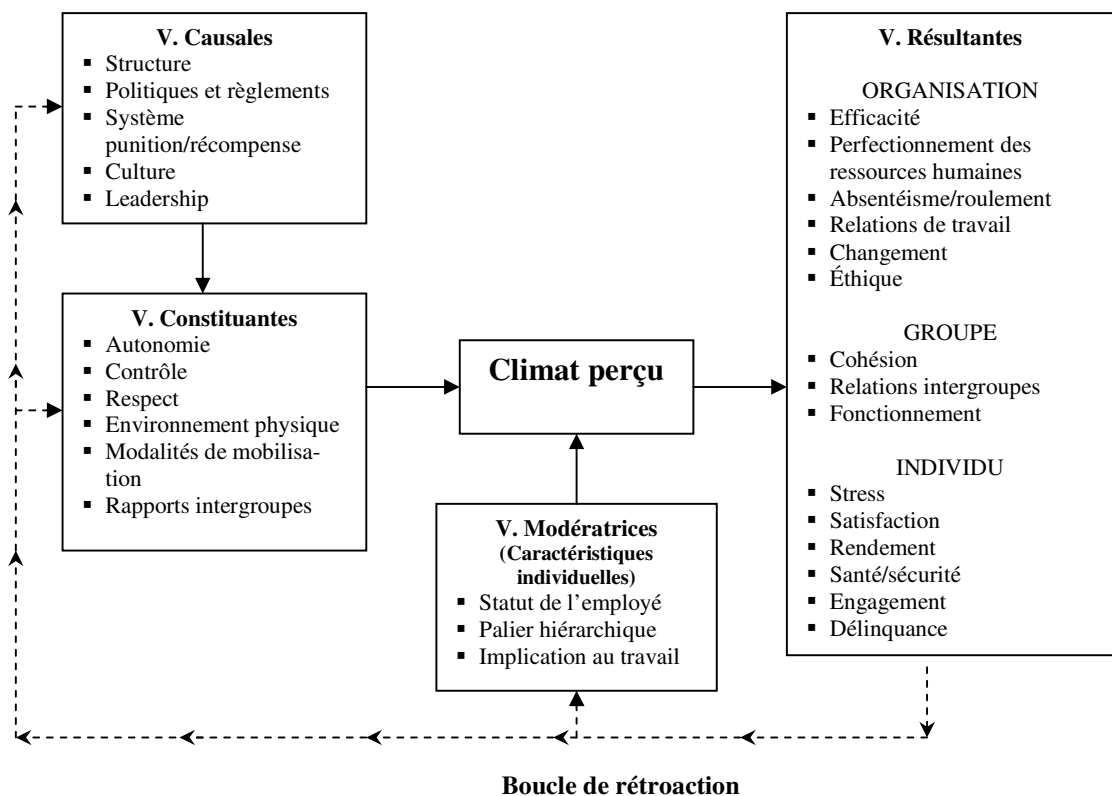 V. Causales
▪ Structure
▪ Politiques et règlements
▪ Système
punition/récompense
▪ Culture
▪ Leadership
V. Constituantes
▪ Autonomie
▪ Contrôle
▪ Respect
▪ Environnement physique
▪ Modalités de mobilisa-
tion
▪ Rapports intergroupes
Climat perçu
V. Modératrices
(Caractéristiques
individuelles)
▪ Statut de l’employé
▪ Palier hiérarchique
▪ Implication au travail
V. Résultantes
ORGANISATION
▪ Efficacité
▪ Perfectionnement des
ressources humaines
▪ Absentéisme/roulement
▪ Relations de travail
▪ Changement
▪ Éthique
GROUPE
▪ Cohésion
▪ Relations intergroupes
▪ Fonctionnement
INDIVIDU
▪ Stress
▪ Satisfaction
▪ Rendement
▪ Santé/sécurité
▪ Engagement
▪ Délinquance
Boucle de rétroaction